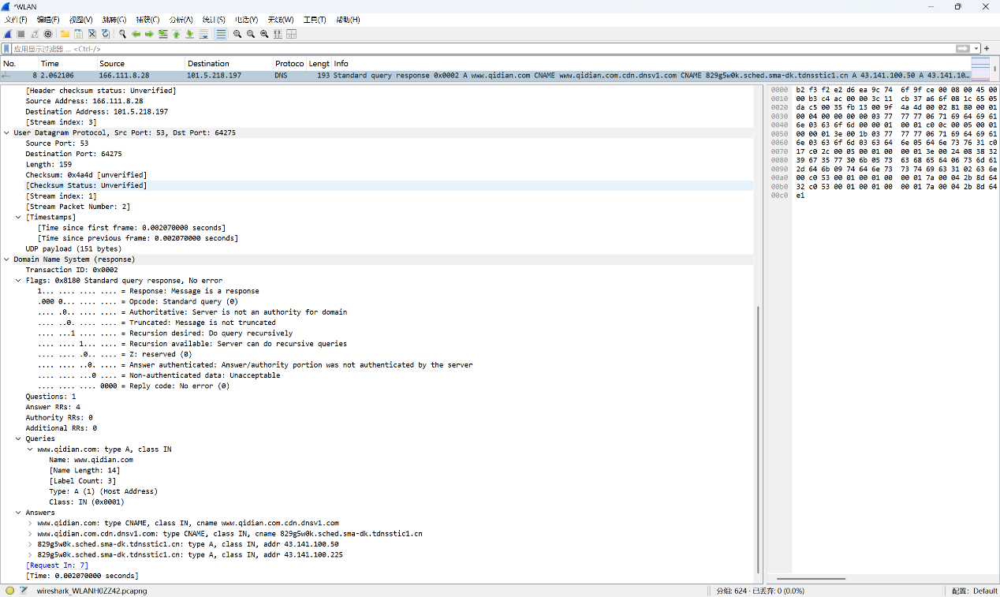 *WLAN
文件(F) 编辑(E) 视图(V) 跳转(G) 捕获(C) 分析(A) 统计(S) 电话(Y) 无线(W) 工具(T) 帮助(H)
应用显示过滤器 … <Ctrl-/>
No. Time Source Destination Protoco Lengt Info
8 2.062106 166.111.8.28 101.5.218.197 DNS 193 Standard query response 0x0002 A www.qidian.com CNAME www.qidian.com.cdn.dnsv1.com CNAME 829g5w0k.sched.sma-dk.tdnsstic1.cn A 43.141.100.50 A 43.141.10…
[Header checksum status: Unverified]
Source Address: 166.111.8.28
Destination Address: 101.5.218.197
[Stream index: 3]
User Datagram Protocol, Src Port: 53, Dst Port: 64275
Source Port: 53
Destination Port: 64275
Length: 159
Checksum: 0x4a4d [unverified]
[Checksum Status: Unverified]
[Stream index: 1]
[Stream Packet Number: 2]
[Timestamps]
[Time since first frame: 0.002070000 seconds]
[Time since previous frame: 0.002070000 seconds]
UDP payload (151 bytes)
Domain Name System (response)
Transaction ID: 0x0002
Flags: 0x8180 Standard query response, No error
1... .... .... .... = Response: Message is a response
.000 0... .... .... = Opcode: Standard query (0)
.... .0.. .... .... = Authoritative: Server is not an authority for domain
.... ..0. .... .... = Truncated: Message is not truncated
.... ...1 .... .... = Recursion desired: Do query recursively
.... .... 1... .... = Recursion available: Server can do recursive queries
.... .... .0.. .... = Z: reserved (0)
.... .... ..0. .... = Answer authenticated: Answer/authority portion was not authenticated by the server
.... .... ...0 .... = Non-authenticated data: Unacceptable
.... .... .... 0000 = Reply code: No error (0)
Questions: 1
Answer RRs: 4
Authority RRs: 0
Additional RRs: 0
Queries
www.qidian.com: type A, class IN
Name: www.qidian.com
[Name Length: 14]
[Label Count: 3]
Type: A (1) (Host Address)
Class: IN (0x0001)
Answers
www.qidian.com: type CNAME, class IN, cname www.qidian.com.cdn.dnsv1.com
www.qidian.com.cdn.dnsv1.com: type CNAME, class IN, cname 829g5w0k.sched.sma-dk.tdnsstic1.cn
829g5w0k.sched.sma-dk.tdnsstic1.cn: type A, class IN, addr 43.141.100.50
829g5w0k.sched.sma-dk.tdnsstic1.cn: type A, class IN, addr 43.141.100.225
[Request In: 7]
[Time: 0.002070000 seconds]
0000 b2 f3 f2 e2 d6 ea 9c 74 6f 9f ce 00 08 00 45 00
0010 00 b3 c4 ac 00 00 3c 11 cb 37 a6 6f 08 1c 65 05
0020 da c5 00 35 fb 13 00 9f 4a 4d 00 02 81 80 00 01
0030 00 04 00 00 00 00 03 77 77 77 06 71 69 64 69 61
0040 6e 03 63 6f 6d 00 00 01 00 01 c0 0c 00 05 00 01
0050 00 00 01 3e 00 1b 03 77 77 77 06 71 69 64 69 61
0060 6e 03 63 6f 6d 03 63 64 6e 05 64 6e 73 76 31 c0
0070 17 c0 2c 00 05 00 01 00 00 01 3e 00 24 08 38 32
0080 39 67 35 77 30 6b 05 73 63 68 65 64 06 73 6d 61
0090 2d 64 6b 09 74 64 6e 73 73 74 69 63 31 02 63 6e
00a0 00 c0 53 00 01 00 01 00 00 01 7a 00 04 2b 8d 64
00b0 32 c0 53 00 01 00 01 00 00 01 7a 00 04 2b 8d 64
00c0 e1
wireshark_WLANH0ZZ42.pcapng 分组: 624 · 已丢弃: 0 (0.0%) 配置: Default